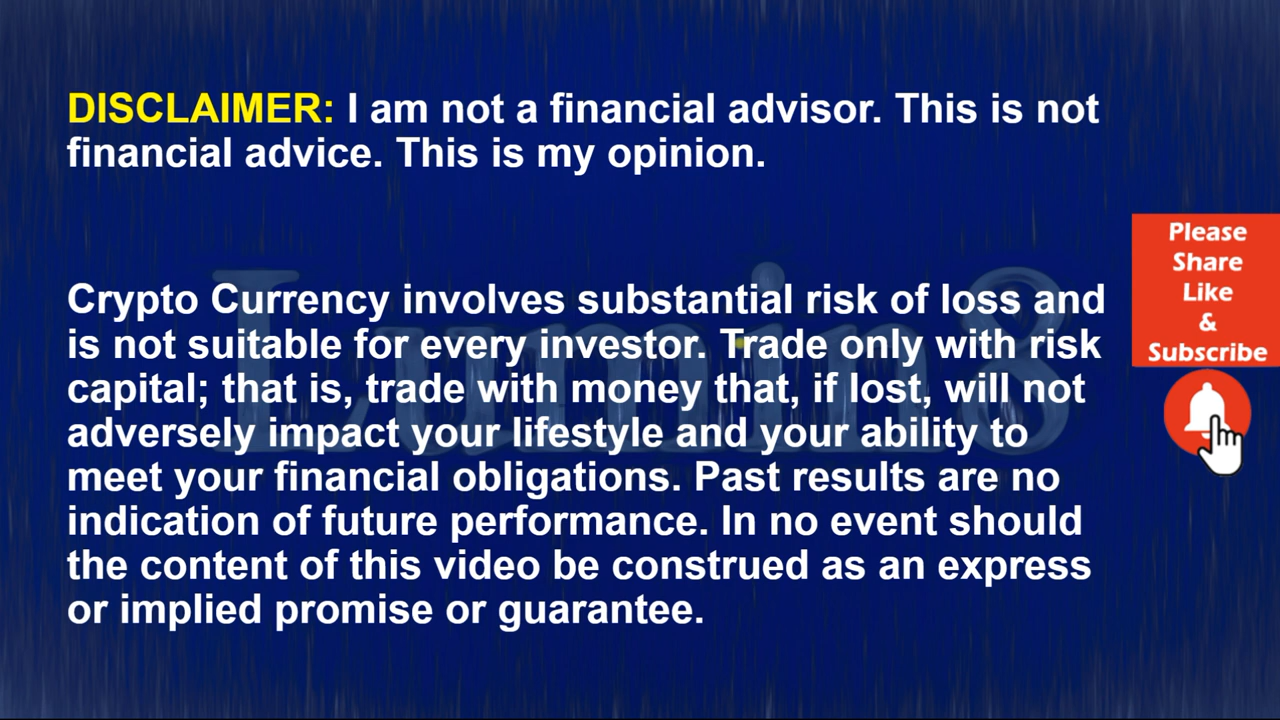 DISCLAIMER: I am not a financial advisor. This is not
financial advice. This is my opinion.
Lumin8
Crypto Currency involves substantial risk of loss and
is not suitable for every investor. Trade only with risk
capital; that is, trade with money that, if lost, will not
adversely impact your lifestyle and your ability to
meet your financial obligations. Past results are no
indication of future performance. In no event should
the content of this video be construed as an express
or implied promise or guarantee.
Please
Share
Like
&
Subscribe